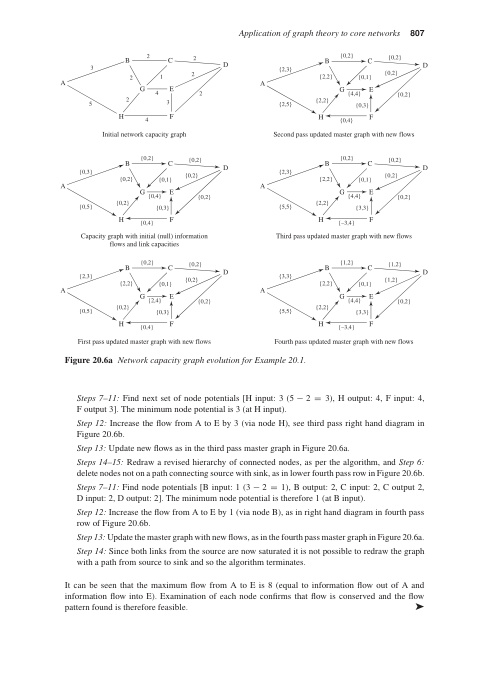 Application of graph theory to core networks 807
A
B
C
D
G
E
H
F
3
2
2
2
1
2
4
3
2
5
2
4
Initial network capacity graph
A
B
C
D
G
E
H
F
{2,3}
{0,2}
{0,2}
{2,2}
{0,1}
{0,2}
{4,4}
{0,3}
{0,2}
{2,5}
{2,2}
{0,4}
Second pass updated master graph with new flows
A
B
C
D
G
E
H
F
{0,3}
{0,2}
{0,2}
{0,2}
{0,1}
{0,2}
{0,4}
{0,3}
{0,2}
{0,5}
{0,2}
{0,4}
Capacity graph with initial (null) information
flows and link capacities
A
B
C
D
G
E
H
F
{2,3}
{0,2}
{0,2}
{2,2}
{0,1}
{0,2}
{4,4}
{3,3}
{0,2}
{5,5}
{2,2}
{–3,4}
Third pass updated master graph with new flows
A
B
C
D
G
E
H
F
{2,3}
{0,2}
{0,2}
{2,2}
{0,1}
{0,2}
{2,4}
{0,3}
{0,2}
{0,5}
{0,2}
{0,4}
First pass updated master graph with new flows
A
B
C
D
G
E
H
F
{3,3}
{1,2}
{1,2}
{2,2}
{0,1}
{1,2}
{4,4}
{3,3}
{0,2}
{5,5}
{2,2}
{–3,4}
Fourth pass updated master graph with new flows
Figure 20.6a Network capacity graph evolution for Example 20.1.
Steps 7–11: Find next set of node potentials [H input: 3 (5 − 2 = 3), H output: 4, F input: 4,
F output 3]. The minimum node potential is 3 (at H input).
Step 12: Increase the flow from A to E by 3 (via node H), see third pass right hand diagram in
Figure 20.6b.
Step 13: Update new flows as in the third pass master graph in Figure 20.6a.
Steps 14–15: Redraw a revised hierarchy of connected nodes, as per the algorithm, and Step 6:
delete nodes not on a path connecting source with sink, as in lower fourth pass row in Figure 20.6b.
Steps 7–11: Find node potentials [B input: 1 (3 − 2 = 1), B output: 2, C input: 2, C output 2,
D input: 2, D output: 2]. The minimum node potential is therefore 1 (at B input).
Step 12: Increase the flow from A to E by 1 (via node B), as in right hand diagram in fourth pass
row of Figure 20.6b.
Step 13: Update the master graph with new flows, as in the fourth pass master graph in Figure 20.6a.
Step 14: Since both links from the source are now saturated it is not possible to redraw the graph
with a path from source to sink and so the algorithm terminates.
It can be seen that the maximum flow from A to E is 8 (equal to information flow out of A and
information flow into E). Examination of each node confirms that flow is conserved and the flow
pattern found is therefore feasible.